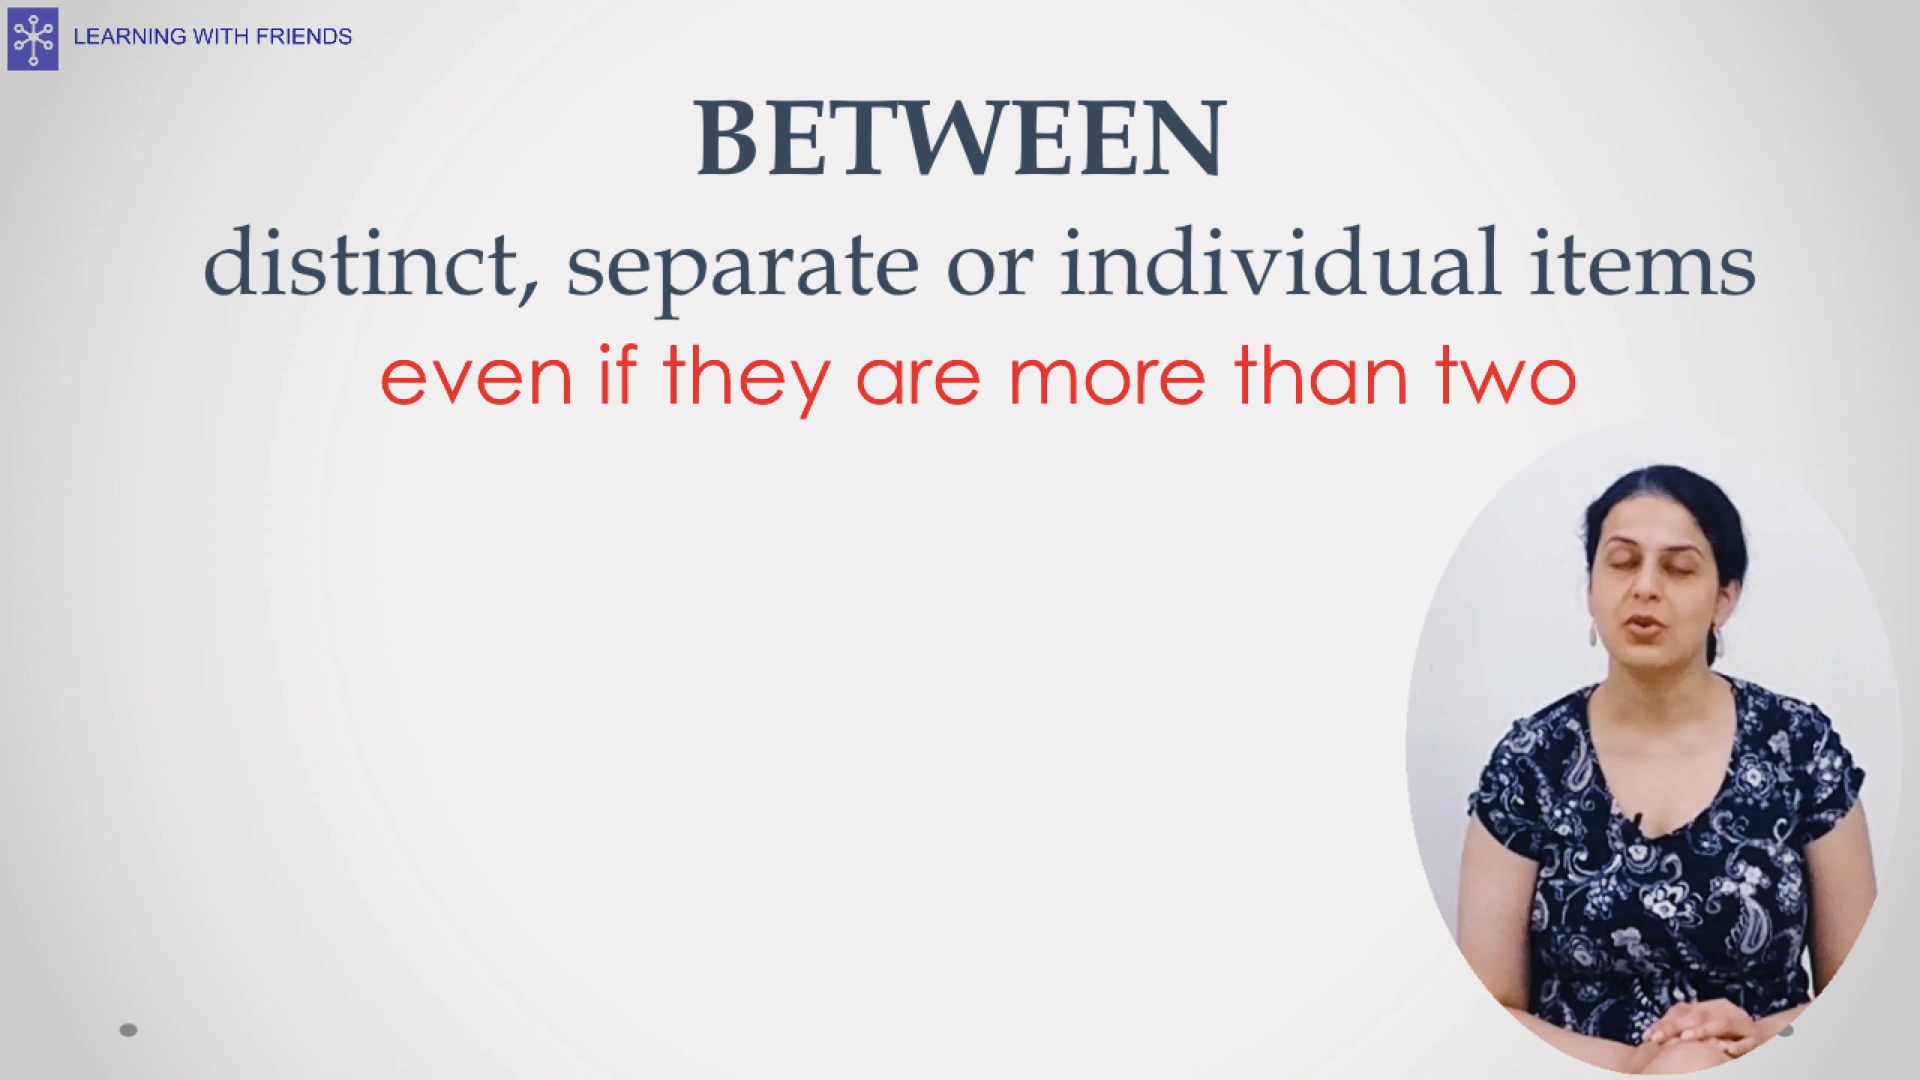 LEARNING WITH FRIENDS
BETWEEN
distinct, separate or individual items
even if they are more than two